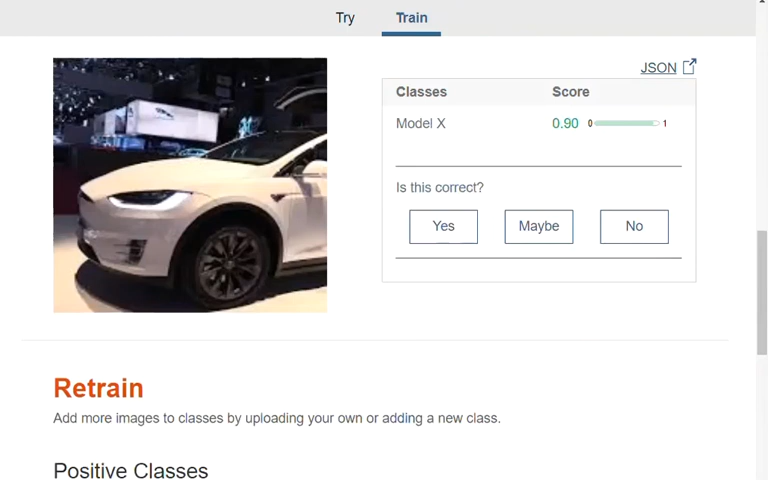 Try Train
JSON
Classes Score
Model X 0.90 0 1
Is this correct?
Yes Maybe No
Retrain
Add more images to classes by uploading your own or adding a new class.
Positive Classes